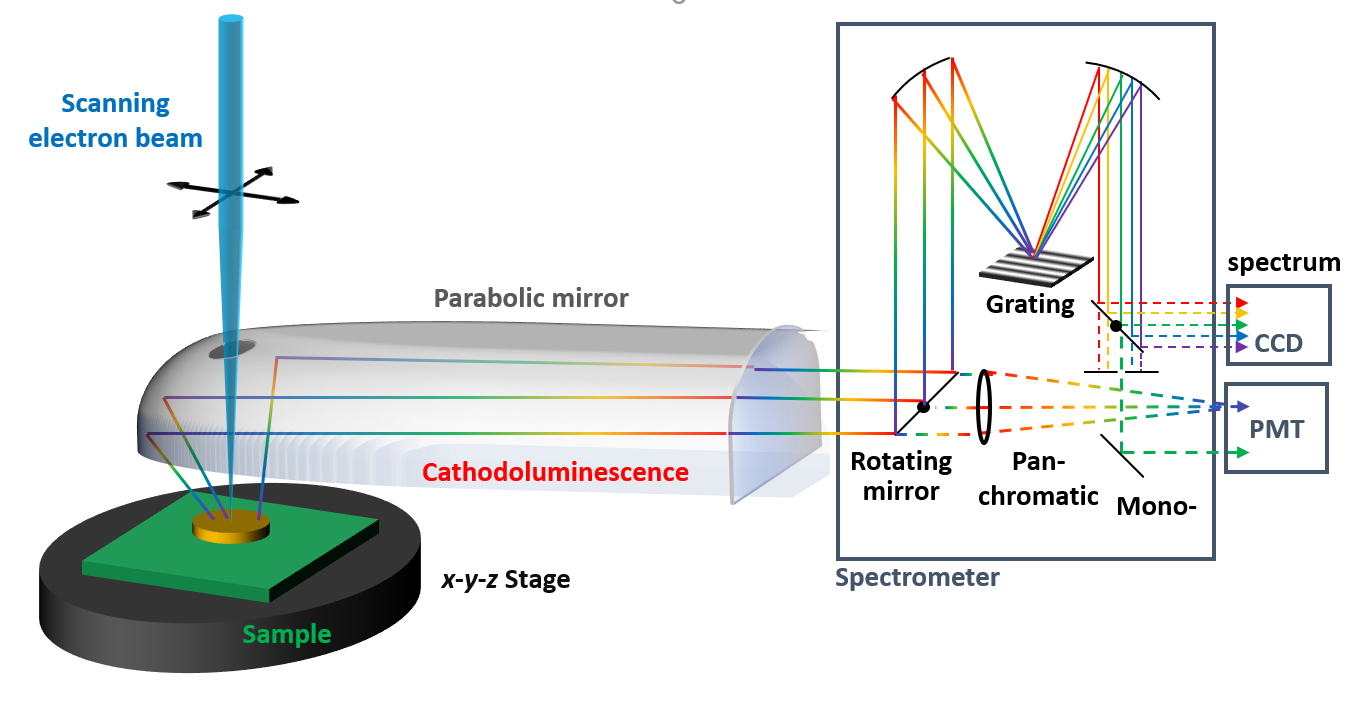 Scanning
electron beam
Parabolic mirror
Cathodoluminescence
x-y-z Stage
Sample
Grating
spectrum
CCD
PMT
Rotating
mirror
Pan-
chromatic
Mono-
Spectrometer